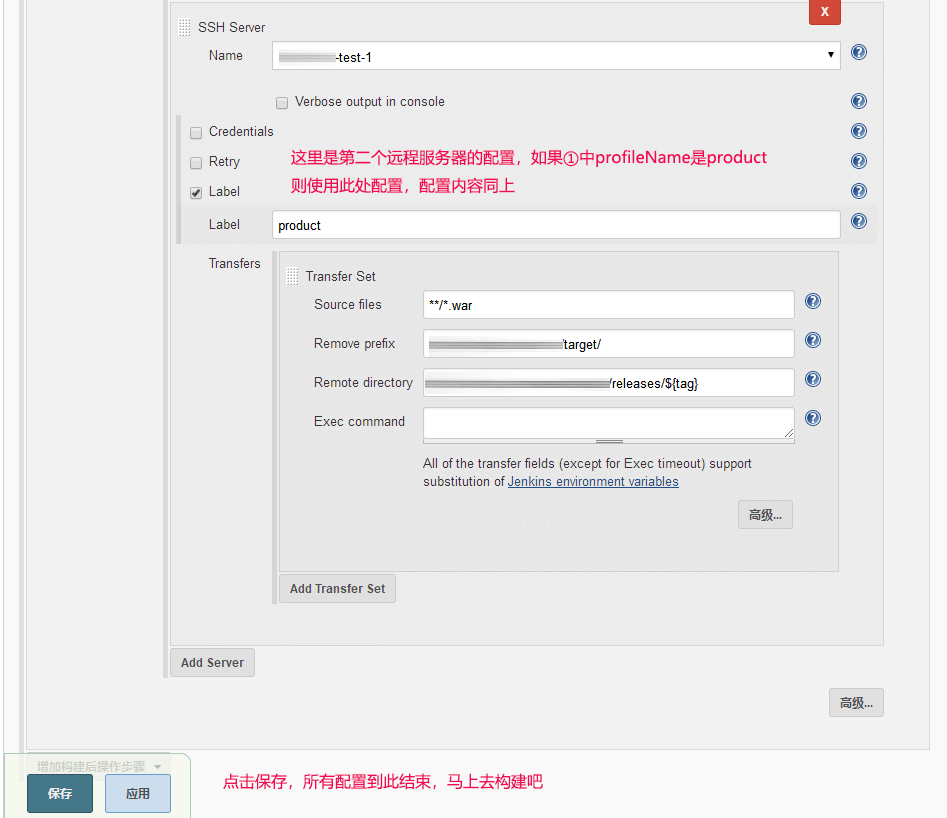 X
SSH Server
Name
-test-1
Verbose output in console
Credentials
Retry
这里是第二个远程服务器的配置，如果①中profileName是product
则使用此处配置，配置内容同上
Label
Label
product
Transfers
Transfer Set
Source files
**/*.war
Remove prefix
/target/
Remote directory
/releases/${tag}
Exec command
All of the transfer fields (except for Exec timeout) support
substitution of Jenkins environment variables
高级...
Add Transfer Set
Add Server
高级...
增加构建后操作步骤
保存
应用
点击保存，所有配置到此结束，马上去构建吧